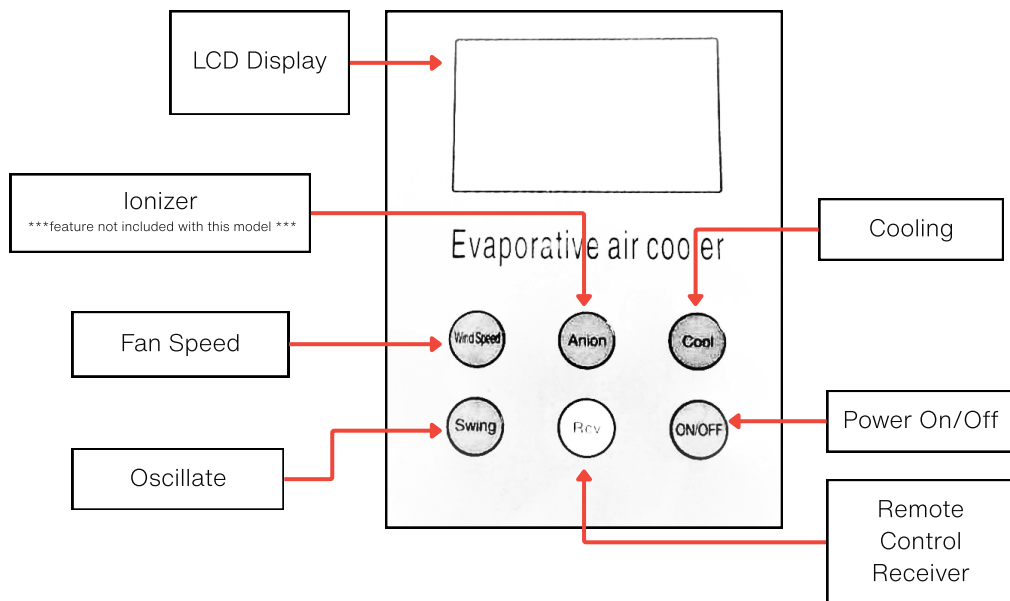 LCD Display
Ionizer
***feature not included with this model ***
Evaporative air cooler
Cooling
Fan Speed
Wind Speed
Anion
Cool
Power On/Off
Swing
Rcv
ON/OFF
Oscillate
Remote
Control
Receiver